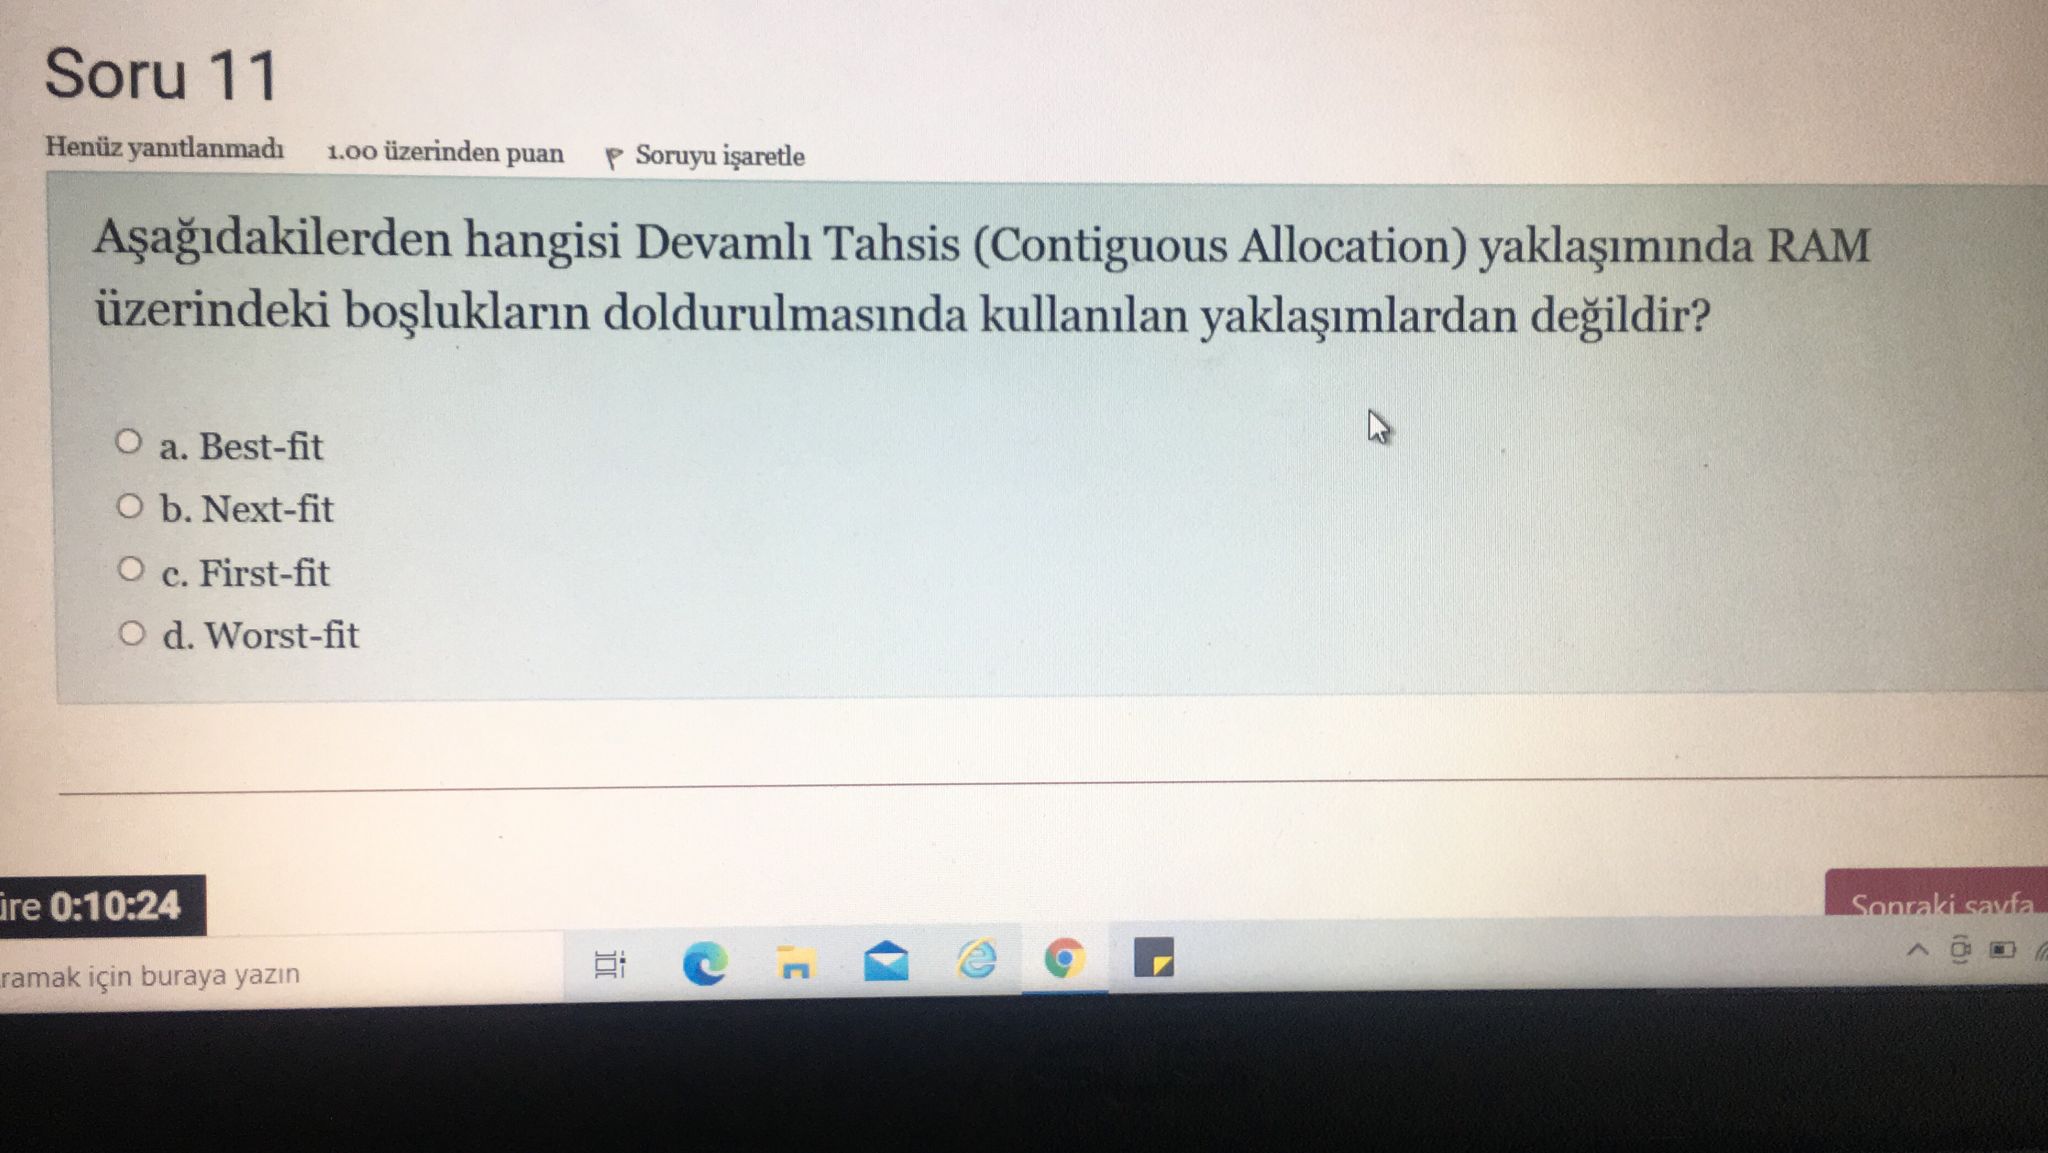 Soru 11
Henüz yanıtlanmadı 1.00 üzerinden puan Soruyu işaretle
Aşağıdakilerden hangisi Devamlı Tahsis (Contiguous Allocation) yaklaşımında RAM
üzerindeki boşlukların doldurulmasında kullanılan yaklaşımlardan değildir?
a. Best-fit
b. Next-fit
c. First-fit
d. Worst-fit
üre 0:10:24
Sonraki sayfa
ramak için buraya yazın